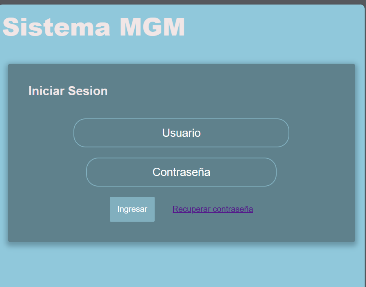 Sistema MGM
Iniciar Sesion
Usuario
Contraseña
Ingresar Recuperar contraseña